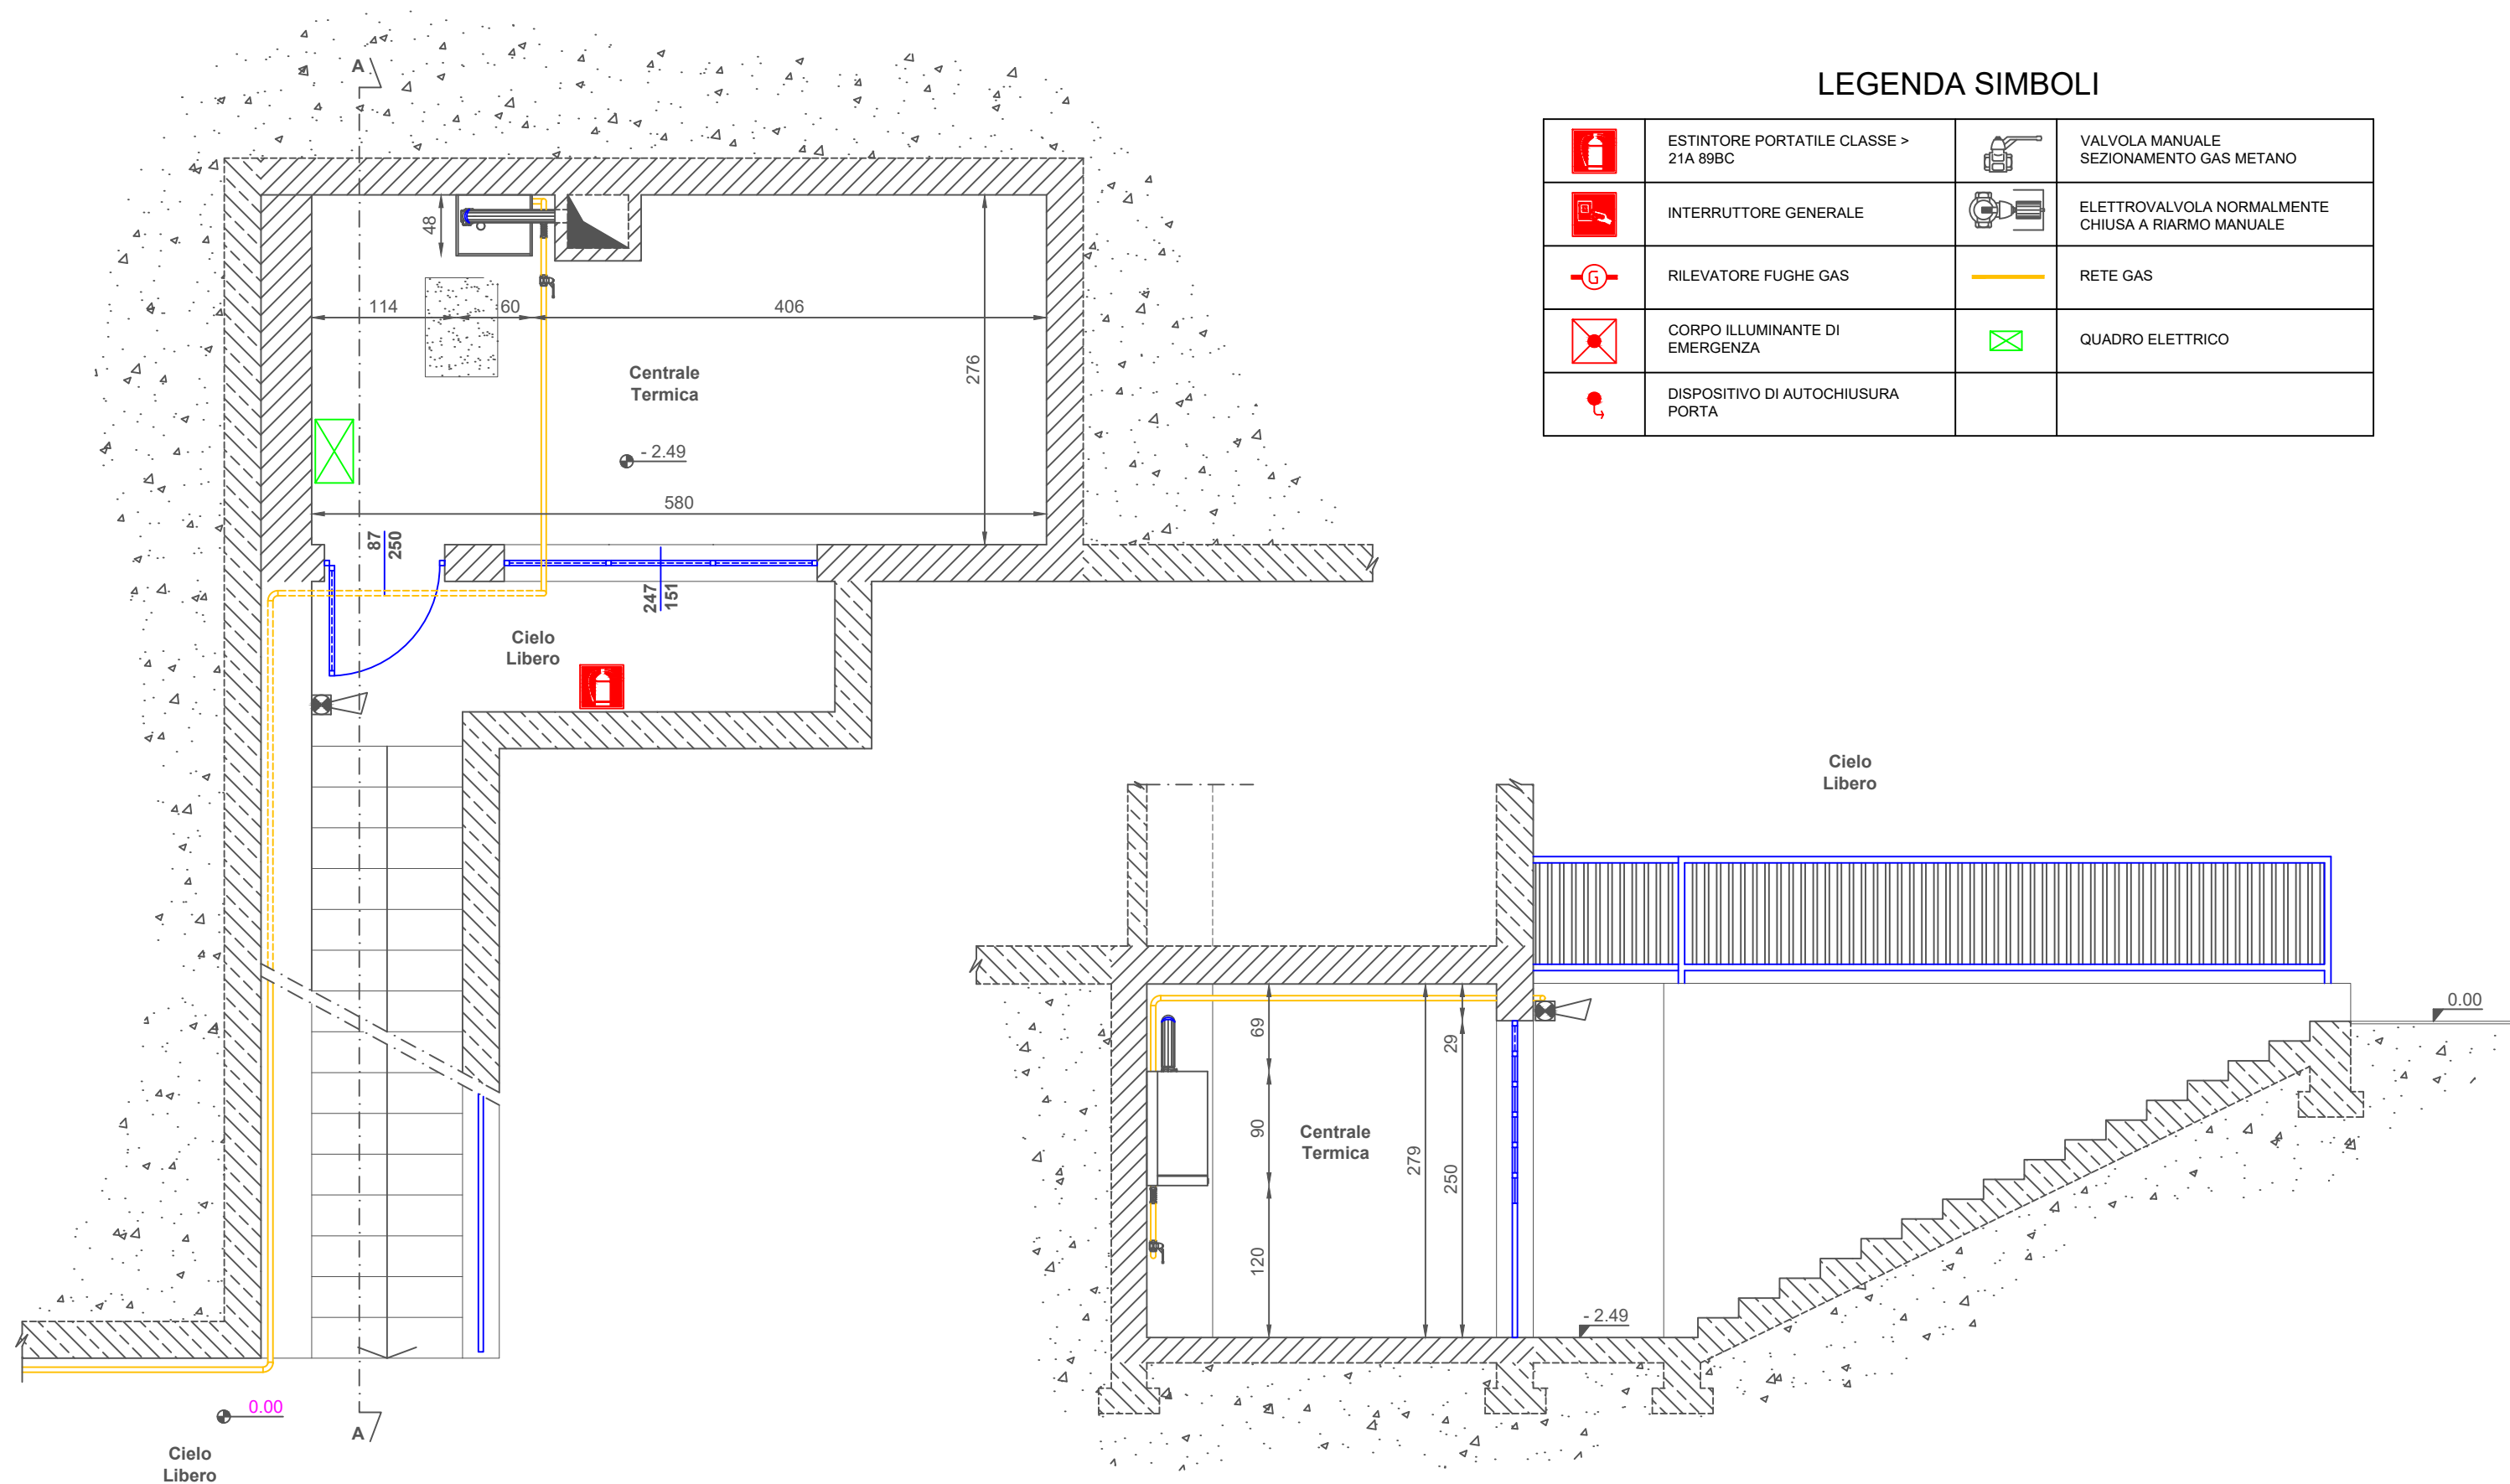 LEGENDA SIMBOLI
ESTINTORE PORTATILE CLASSE >
21A 89BC
VALVOLA MANUALE
SEZIONAMENTO GAS METANO
INTERRUTTORE GENERALE
ELETTROVALVOLA NORMALMENTE
CHIUSA A RIARMO MANUALE
G
RILEVATORE FUGHE GAS
RETE GAS
CORPO ILLUMINANTE DI
EMERGENZA
QUADRO ELETTRICO
DISPOSITIVO DI AUTOCHIUSURA
PORTA
A
48
114
60
406
276
Centrale
Termica
- 2.49
580
87
250
247
151
Cielo
Libero
0.00
A
Cielo
Libero
Cielo
Libero
0.00
69
29
90
Centrale
Termica
279
250
120
- 2.49